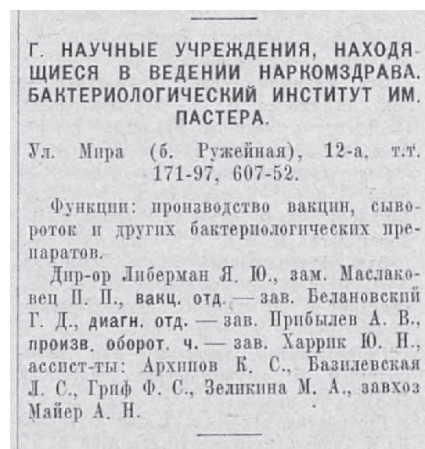 Г. НАУЧНЫЕ УЧРЕЖДЕНИЯ, НАХОДЯ-
ЩИЕСЯ В ВЕДЕНИИ НАРКОМЗДРАВА.
БАКТЕРИОЛОГИЧЕСКИЙ ИНСТИТУТ ИМ.
ПАСТЕРА.
Ул. Мира (б. Ружейная), 12-а, т.т.
171-97, 607-52.
Функции: производство вакцин, сыво-
роток и других бактериологических пре-
паратов.
Дир-ор Либерман Я. Ю., зам. Маслако-
вец П. П., вакц. отд. — зав. Белановский
Г. Д., диагн. отд. — зав. Прибылев А. В.,
произв. оборот. ч. — зав. Харрик Ю. Н.,
ассист-ты: Архипов К. С., Базилевская
Л. С., Гриф Ф. С., Зеликина М. А., завхоз
Майер А. Н.